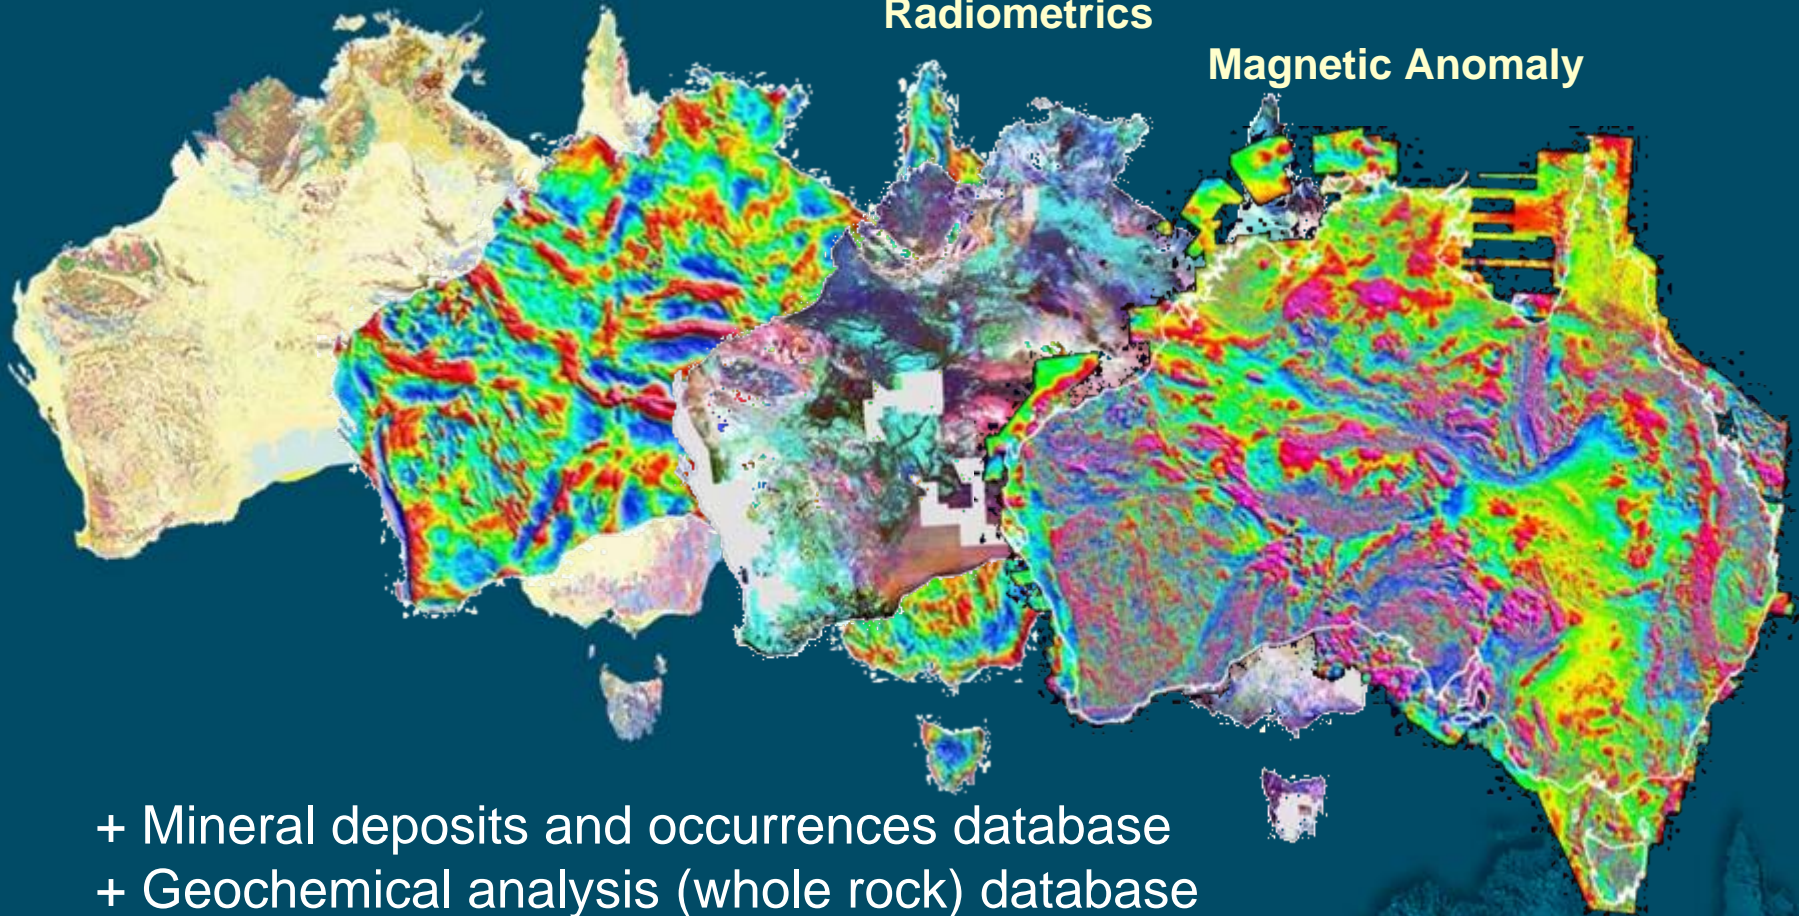 Radiometrics
Magnetic Anomaly
+ Mineral deposits and occurrences database
+ Geochemical analysis (whole rock) database